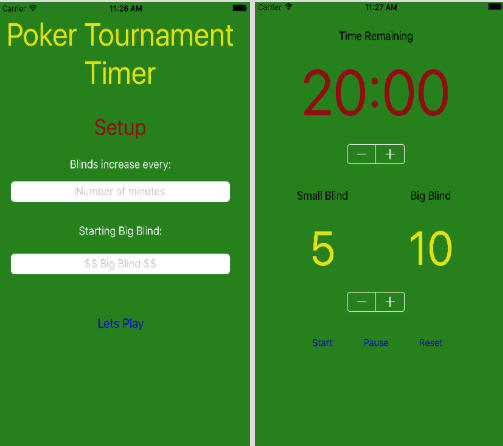 Carrier 11:26 AM
Poker Tournament
Timer
Setup
Blinds increase every:
Number of minutes
Starting Big Blind:
$$ Big Blind $$
Lets Play
Carrier 11:27 AM
Time Remaining
20:00
− +
Small Blind Big Blind
5 10
− +
Start Pause Reset